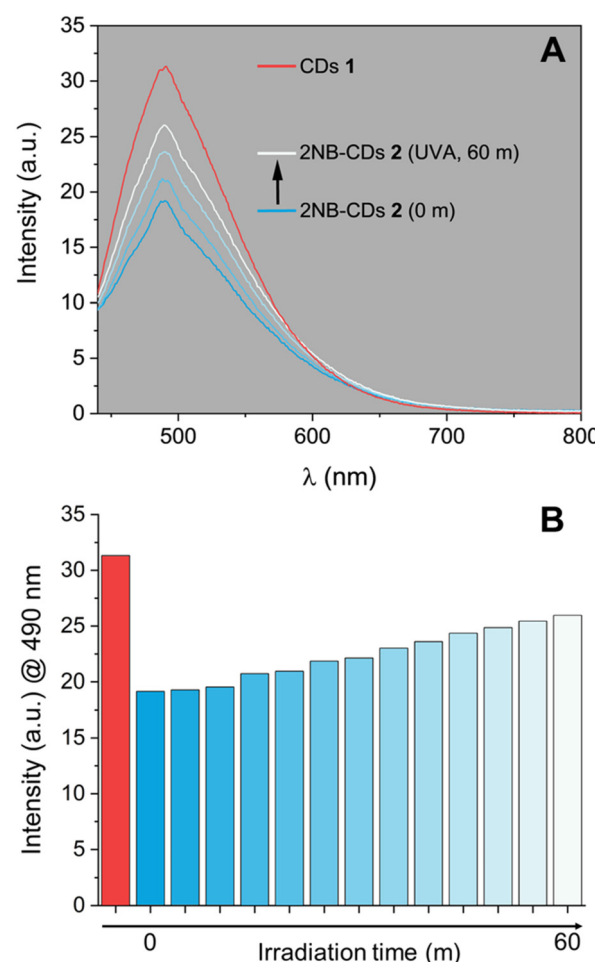 A
35
30
25
20
15
10
5
0
Intensity (a.u.)
CDs 1
2NB-CDs 2 (UVA, 60 m)
2NB-CDs 2 (0 m)
500
600
700
800
λ (nm)
B
35
30
25
20
15
10
5
0
Intensity (a.u.) @ 490 nm
0
60
Irradiation time (m)